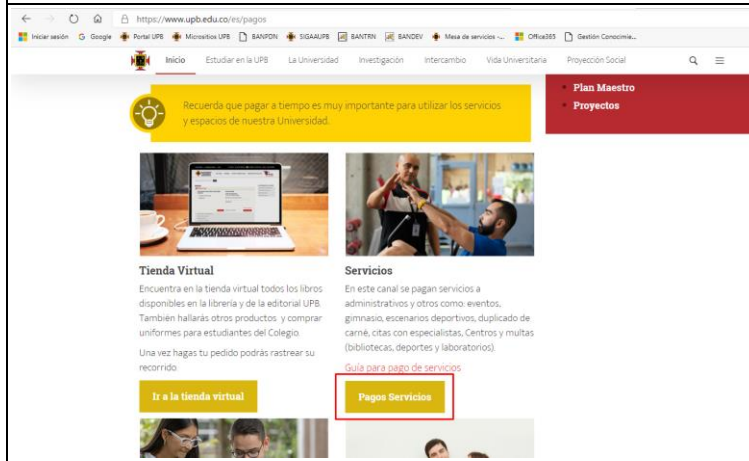 https://www.upb.edu.co/es/pagos
Iniciar sesión Google Portal UPB Micrositios UPB BANPDN SIGAAUPB BANTRN BANDEV Mesa de servicios -... Office365 Gestión Conocimie...
Inicio Estudiar en la UPB La Universidad Investigación Intercambio Vida Universitaria Proyección Social
Plan Maestro
Proyectos
Recuerda que pagar a tiempo es muy importante para utilizar los servicios
y espacios de nuestra Universidad.
Tienda Virtual
Encuentra en la tienda virtual todos los libros
disponibles en la librería y de la editorial UPB.
También hallarás otros productos y comprar
uniformes para estudiantes del Colegio.
Una vez hagas tu pedido podrás rastrear su
recorrido.
Ir a la tienda virtual
Servicios
En este canal se pagan servicios a
administrativos y otros como: eventos,
gimnasio, escenarios deportivos, duplicado de
carné, citas con especialistas, Centros y multas
(bibliotecas, deportes y laboratorios).
Guía para pago de servicios
Pagos Servicios